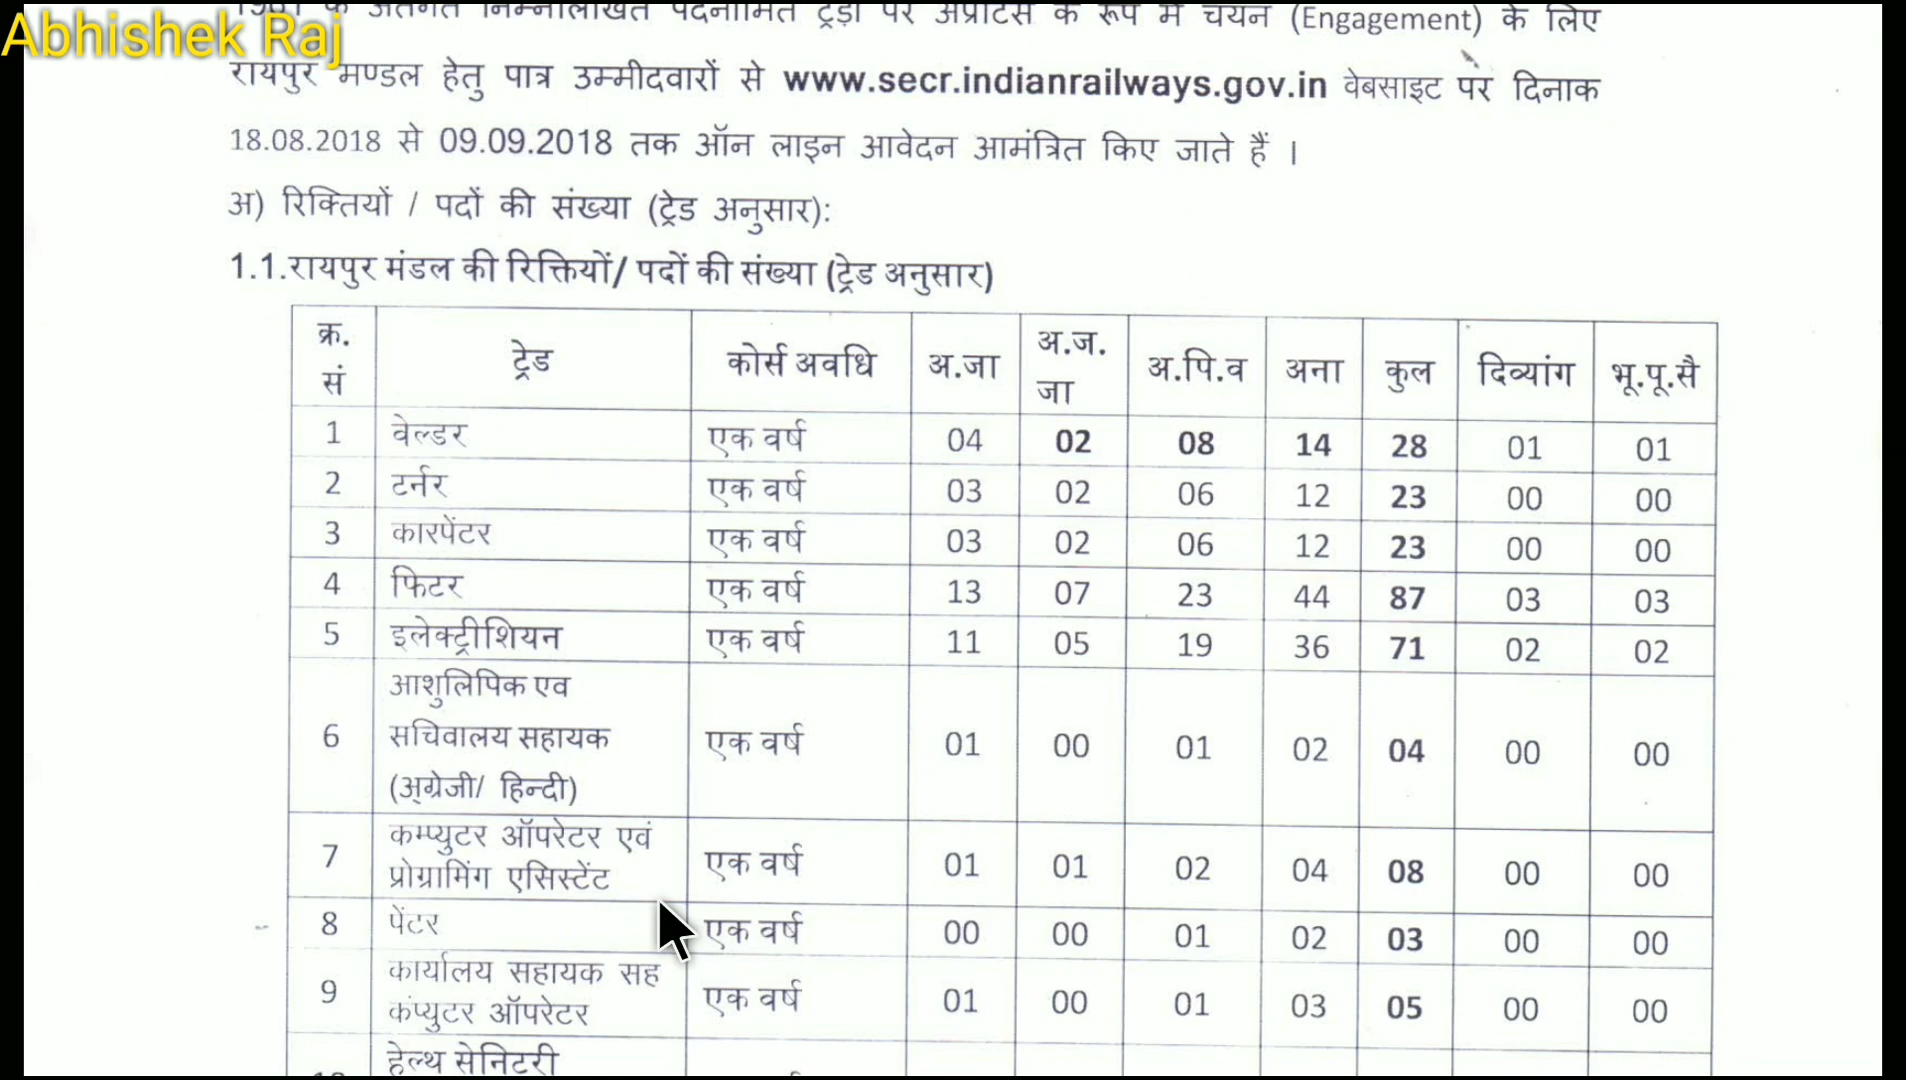 Abhishek Raj
के अंतर्गत निम्नलिखित पदनामित ट्रेडों पर अप्रेंटिस के रूप में चयन (Engagement) के लिए
रायपुर मण्डल हेतु पात्र उम्मीदवारों से www.secr.indianrailways.gov.in वेबसाइट पर दिनाक
18.08.2018 से 09.09.2018 तक ऑन लाइन आवेदन आमंत्रित किए जाते हैं ।
अ) रिक्तियों / पदों की संख्या (ट्रेड अनुसार):
1.1.रायपुर मंडल की रिक्तियों/ पदों की संख्या (ट्रेड अनुसार)
क्र. सं ट्रेड कोर्स अवधि अ.जा अ.ज. जा अ.पि.व अना कुल दिव्यांग भू.पू.सै
1 वेल्डर एक वर्ष 04 02 08 14 28 01 01
2 टर्नर एक वर्ष 03 02 06 12 23 00 00
3 कारपेंटर एक वर्ष 03 02 06 12 23 00 00
4 फिटर एक वर्ष 13 07 23 44 87 03 03
5 इलेक्ट्रीशियन एक वर्ष 11 05 19 36 71 02 02
आशुलिपिक एव
6 सचिवालय सहायक एक वर्ष 01 00 01 02 04 00 00
(अ्ग्रेजी/ हिन्दी)
कम्प्युटर ऑपरेटर एवं
7 प्रोग्रामिंग एसिस्टेंट एक वर्ष 01 01 02 04 08 00 00
8 पेंटर एक वर्ष 00 00 01 02 03 00 00
कार्यालय सहायक सह
9 कंप्युटर ऑपरेटर एक वर्ष 01 00 01 03 05 00 00
हेल्थ सेनिटरी